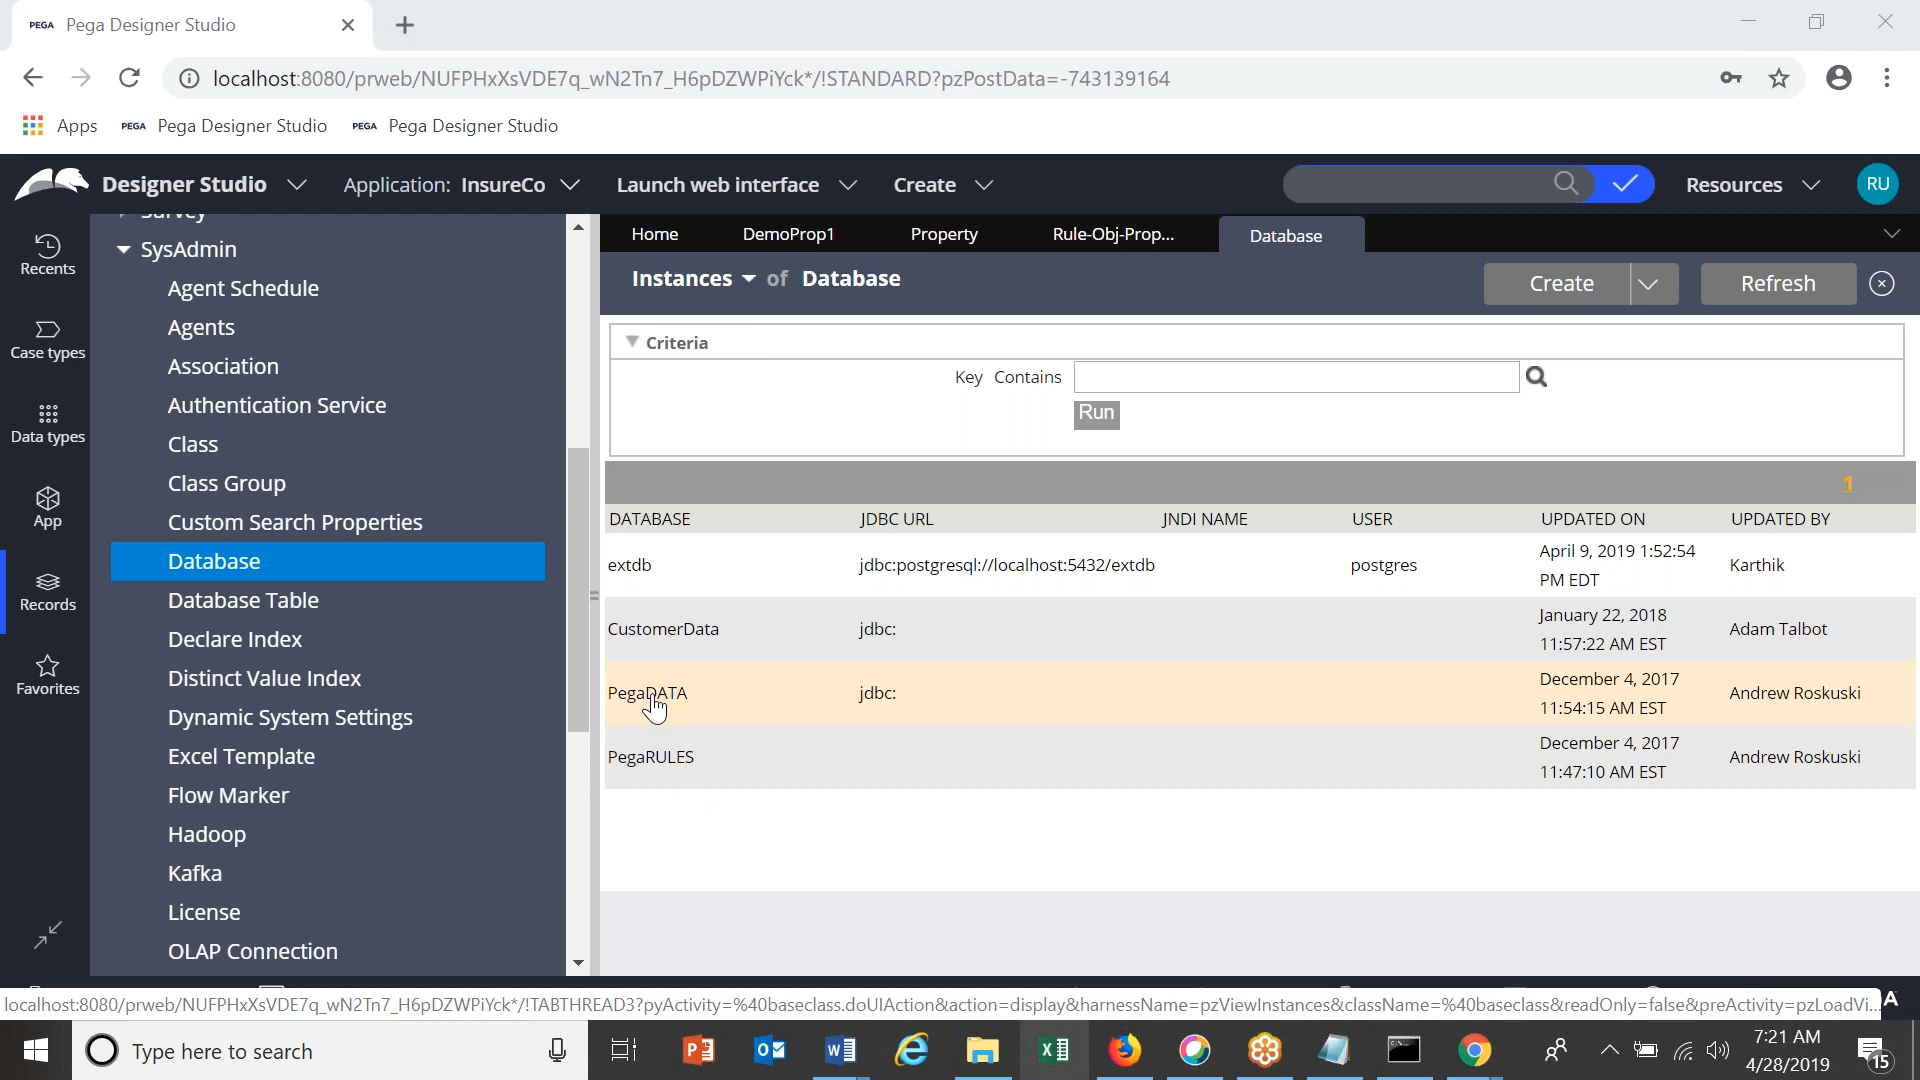 PEGA Pega Designer Studio
localhost:8080/prweb/NUFPHxXsVDE7q_wN2Tn7_H6pDZWPiYck*/!STANDARD?pzPostData=-743139164
Apps PEGA Pega Designer Studio PEGA Pega Designer Studio
Designer Studio Application: InsureCo Launch web interface Create Resources RU
Recents
Case types
Data types
App
Records
Favorites
Survey
SysAdmin
Agent Schedule
Agents
Association
Authentication Service
Class
Class Group
Custom Search Properties
Database
Database Table
Declare Index
Distinct Value Index
Dynamic System Settings
Excel Template
Flow Marker
Hadoop
Kafka
License
OLAP Connection
Home DemoProp1 Property Rule-Obj-Prop... Database
Instances of Database Create Refresh
Criteria
Key Contains
Run
1
DATABASE JDBC URL JNDI NAME USER UPDATED ON UPDATED BY
extdb jdbc:postgresql://localhost:5432/extdb postgres April 9, 2019 1:52:54 PM EDT Karthik
CustomerData jdbc: January 22, 2018 11:57:22 AM EST Adam Talbot
PegaDATA jdbc: December 4, 2017 11:54:15 AM EST Andrew Roskuski
PegaRULES December 4, 2017 11:47:10 AM EST Andrew Roskuski
localhost:8080/prweb/NUFPHxXsVDE7q_wN2Tn7_H6pDZWPiYck*/!TABTHREAD3?pyActivity=%40baseclass.doUIAction&action=display&harnessName=pzViewInstances&className=%40baseclass&readOnly=false&preActivity=pzLoadVi...
Type here to search
7:21 AM
4/28/2019
15